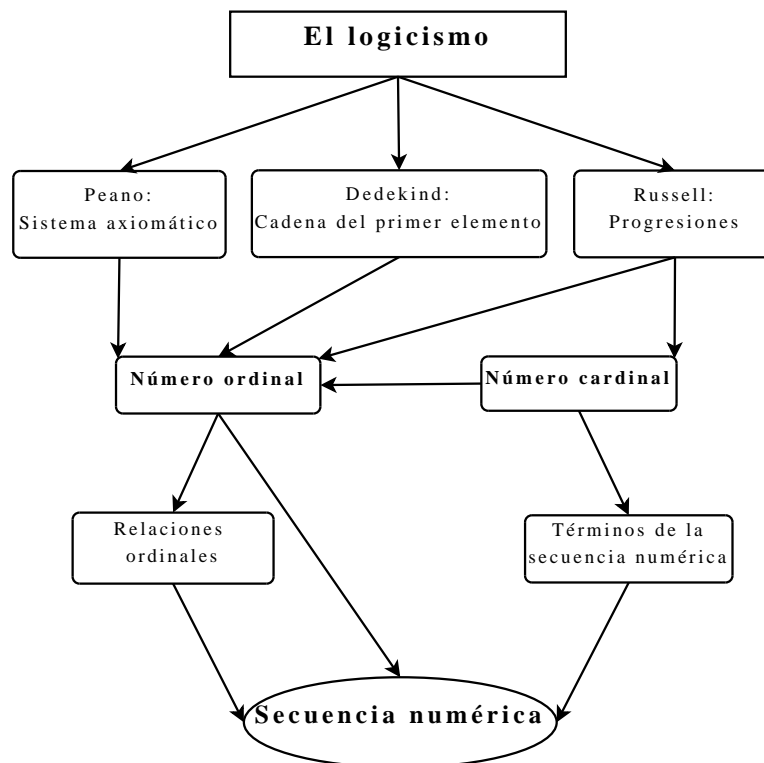 El logicismo
Peano:
Sistema axiomático
Dedekind:
Cadena del primer elemento
Russell:
Progresiones
Número ordinal
Número cardinal
Relaciones
ordinales
Términos de la
secuencia numérica
Secuencia numérica